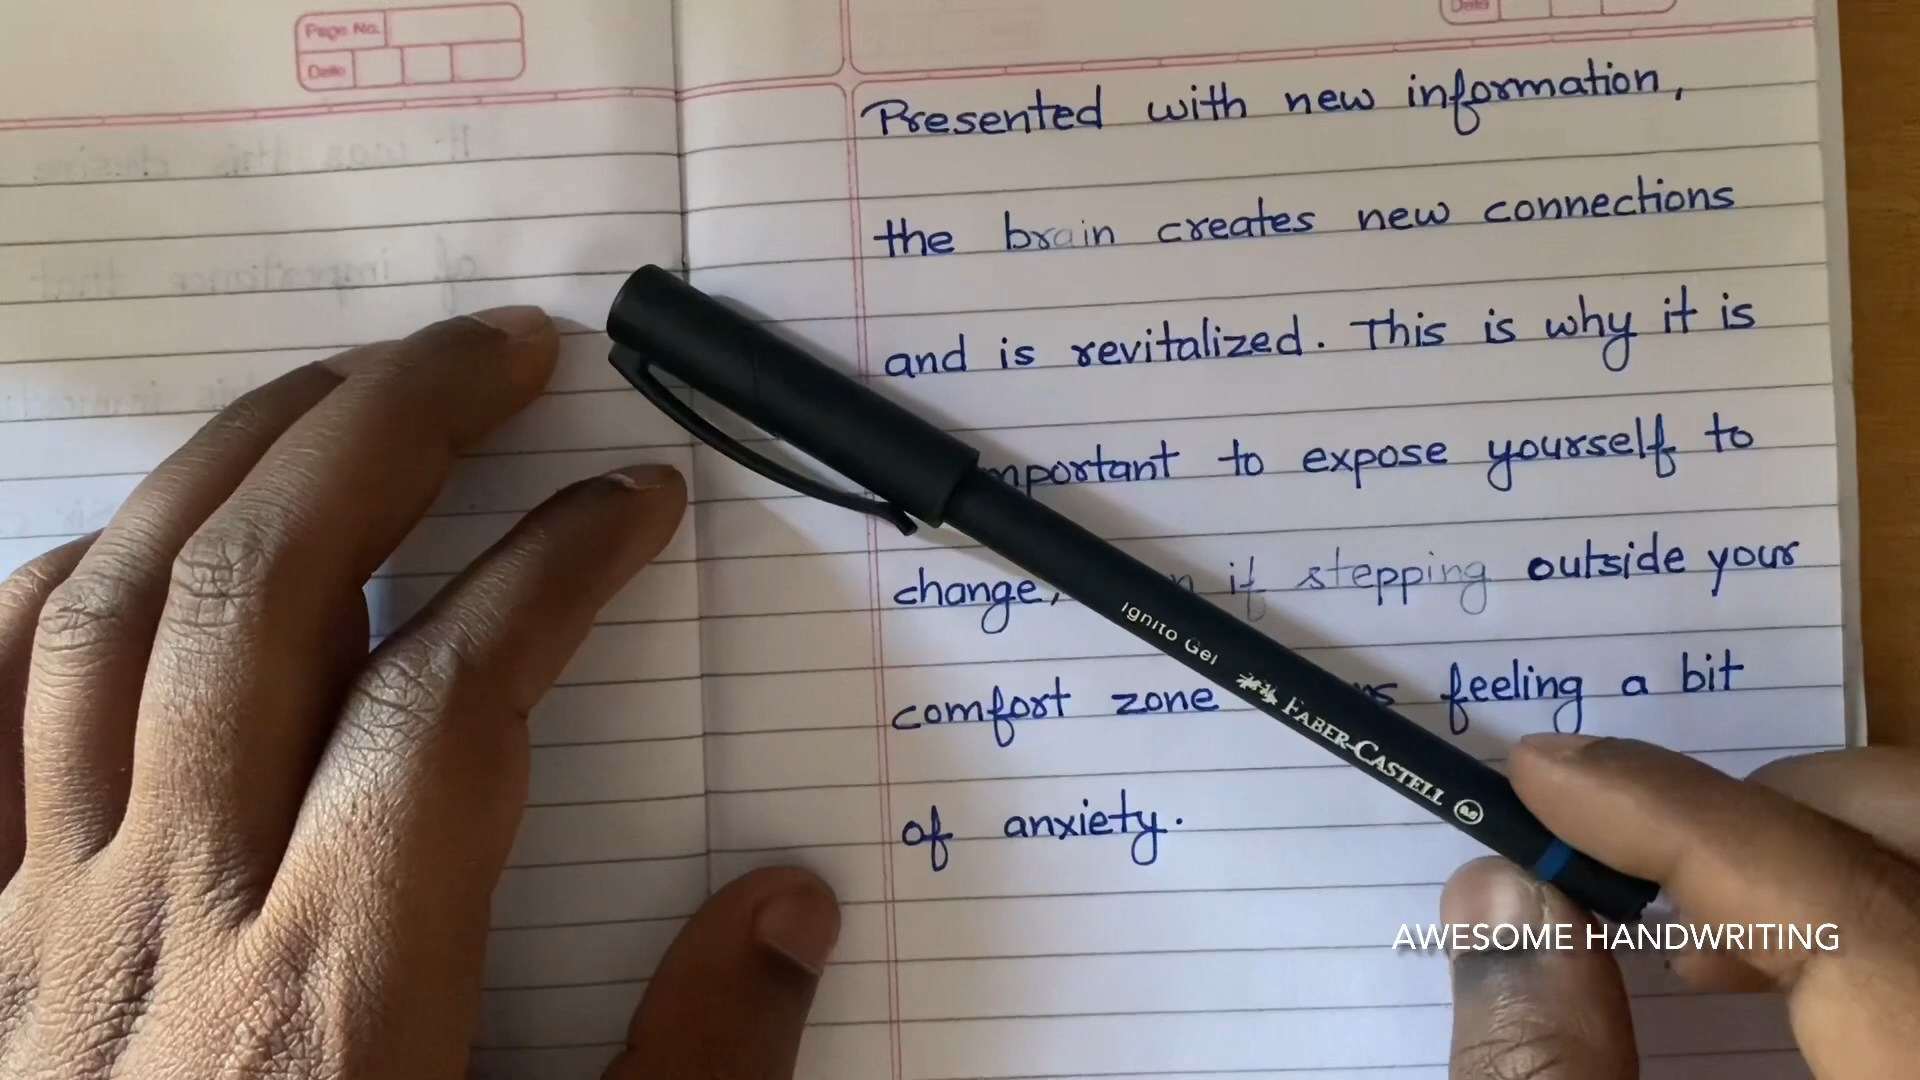 Page No.
Date
Date
Presented with new information,
the brain creates new connections
and is revitalized. This is why it is
mportant to expose yourself to
change, n if stepping outside your
comfort zone ns feeling a bit
of anxiety.
Ignito Gel
FABER-CASTELL
AWESOME HANDWRITING